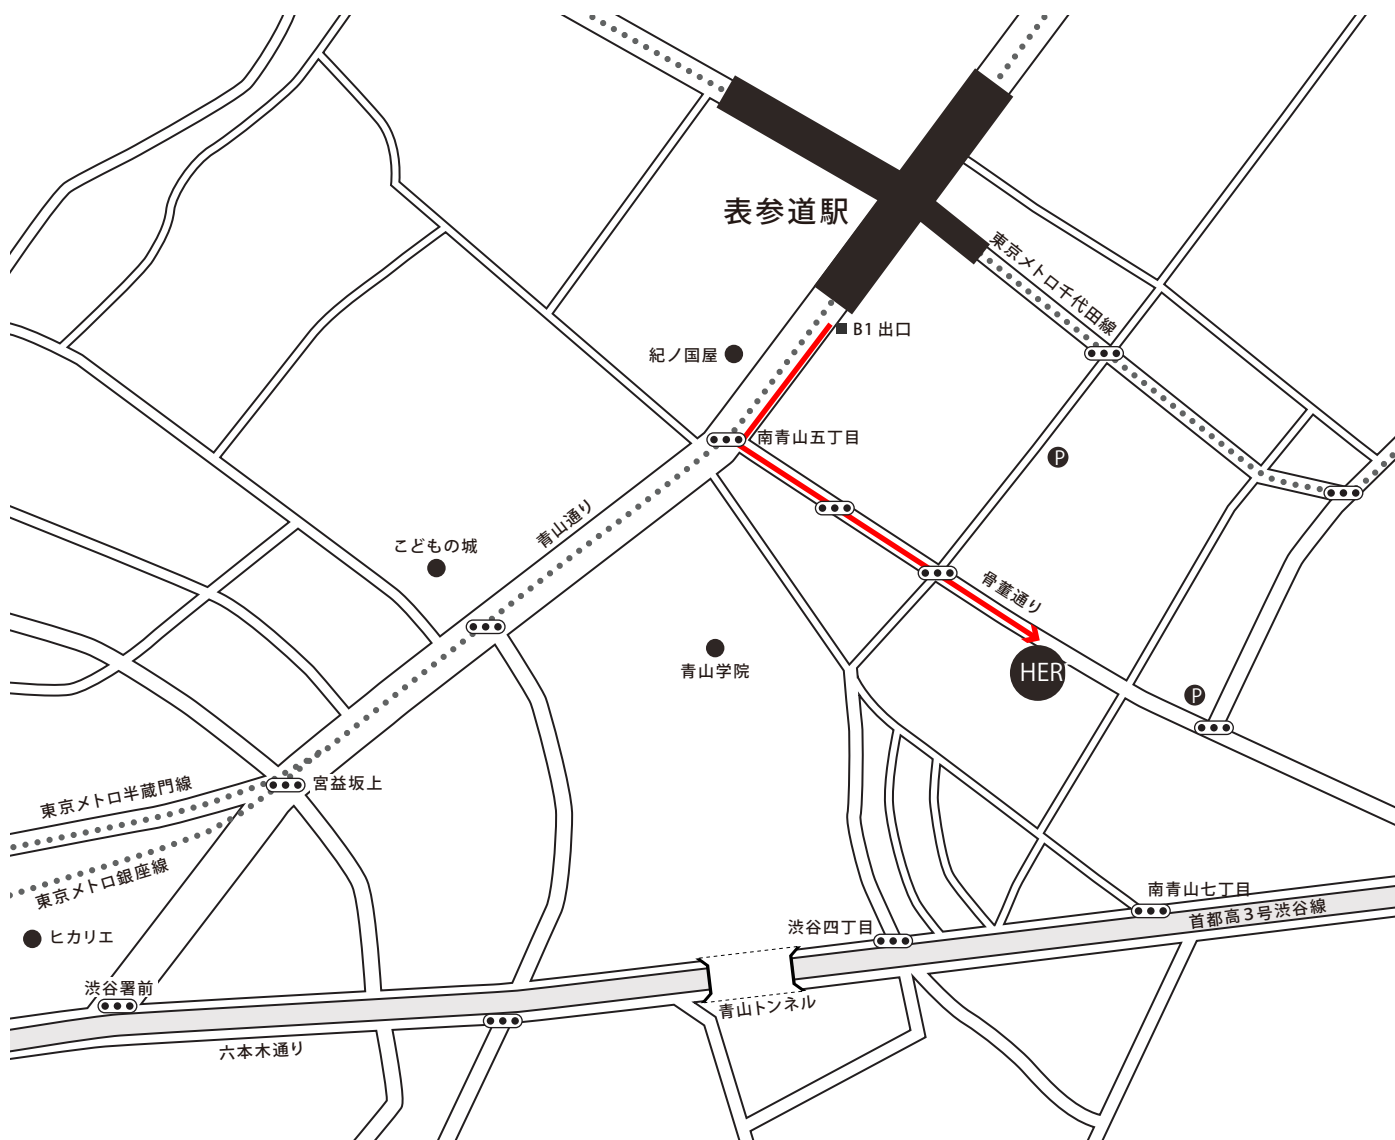 表参道駅
東京メトロ千代田線
B1 出口
紀ノ国屋
南青山五丁目
P
青山通り
こどもの城
骨董通り
青山学院
HER
P
東京メトロ半蔵門線
宮益坂上
東京メトロ銀座線
ヒカリエ
南青山七丁目
首都高3号渋谷線
渋谷四丁目
渋谷署前
青山トンネル
六本木通り